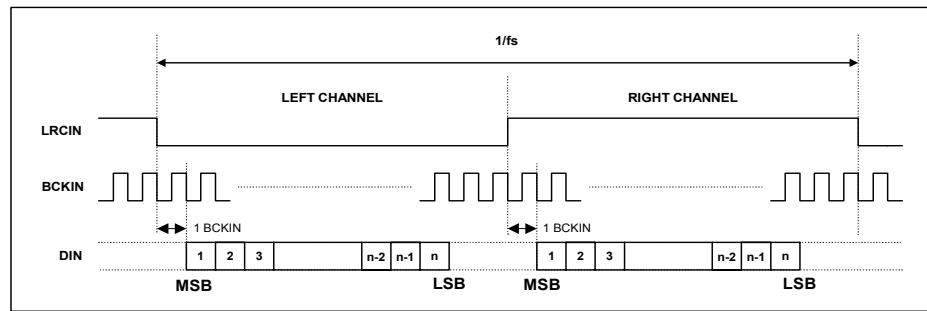 1/fs
LEFT CHANNEL RIGHT CHANNEL
LRCIN
BCKIN
1 BCKIN 1 BCKIN
DIN 1 2 3 n-2 n-1 n 1 2 3 n-2 n-1 n
MSB LSB MSB LSB